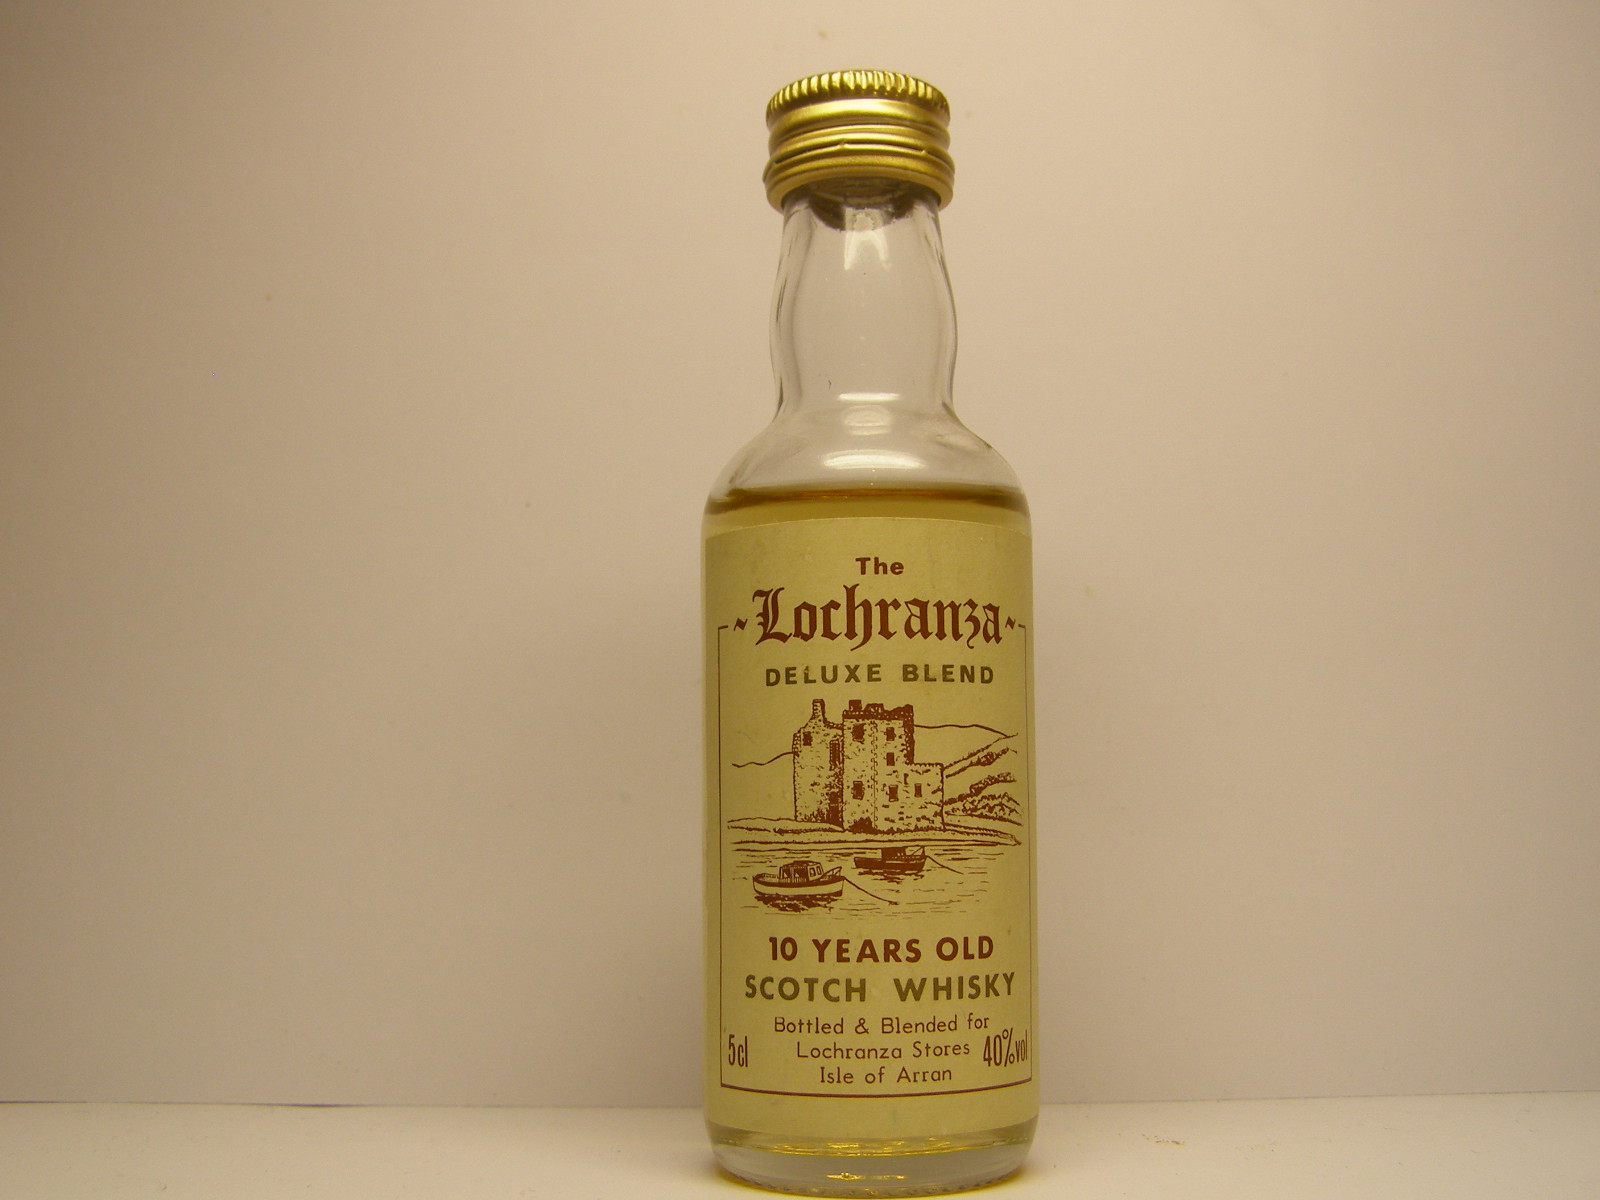 The
~Lochranza~
DELUXE BLEND
10 YEARS OLD
SCOTCH WHISKY
Bottled & Blended for
5cl Lochranza Stores 40%vol
Isle of Arran